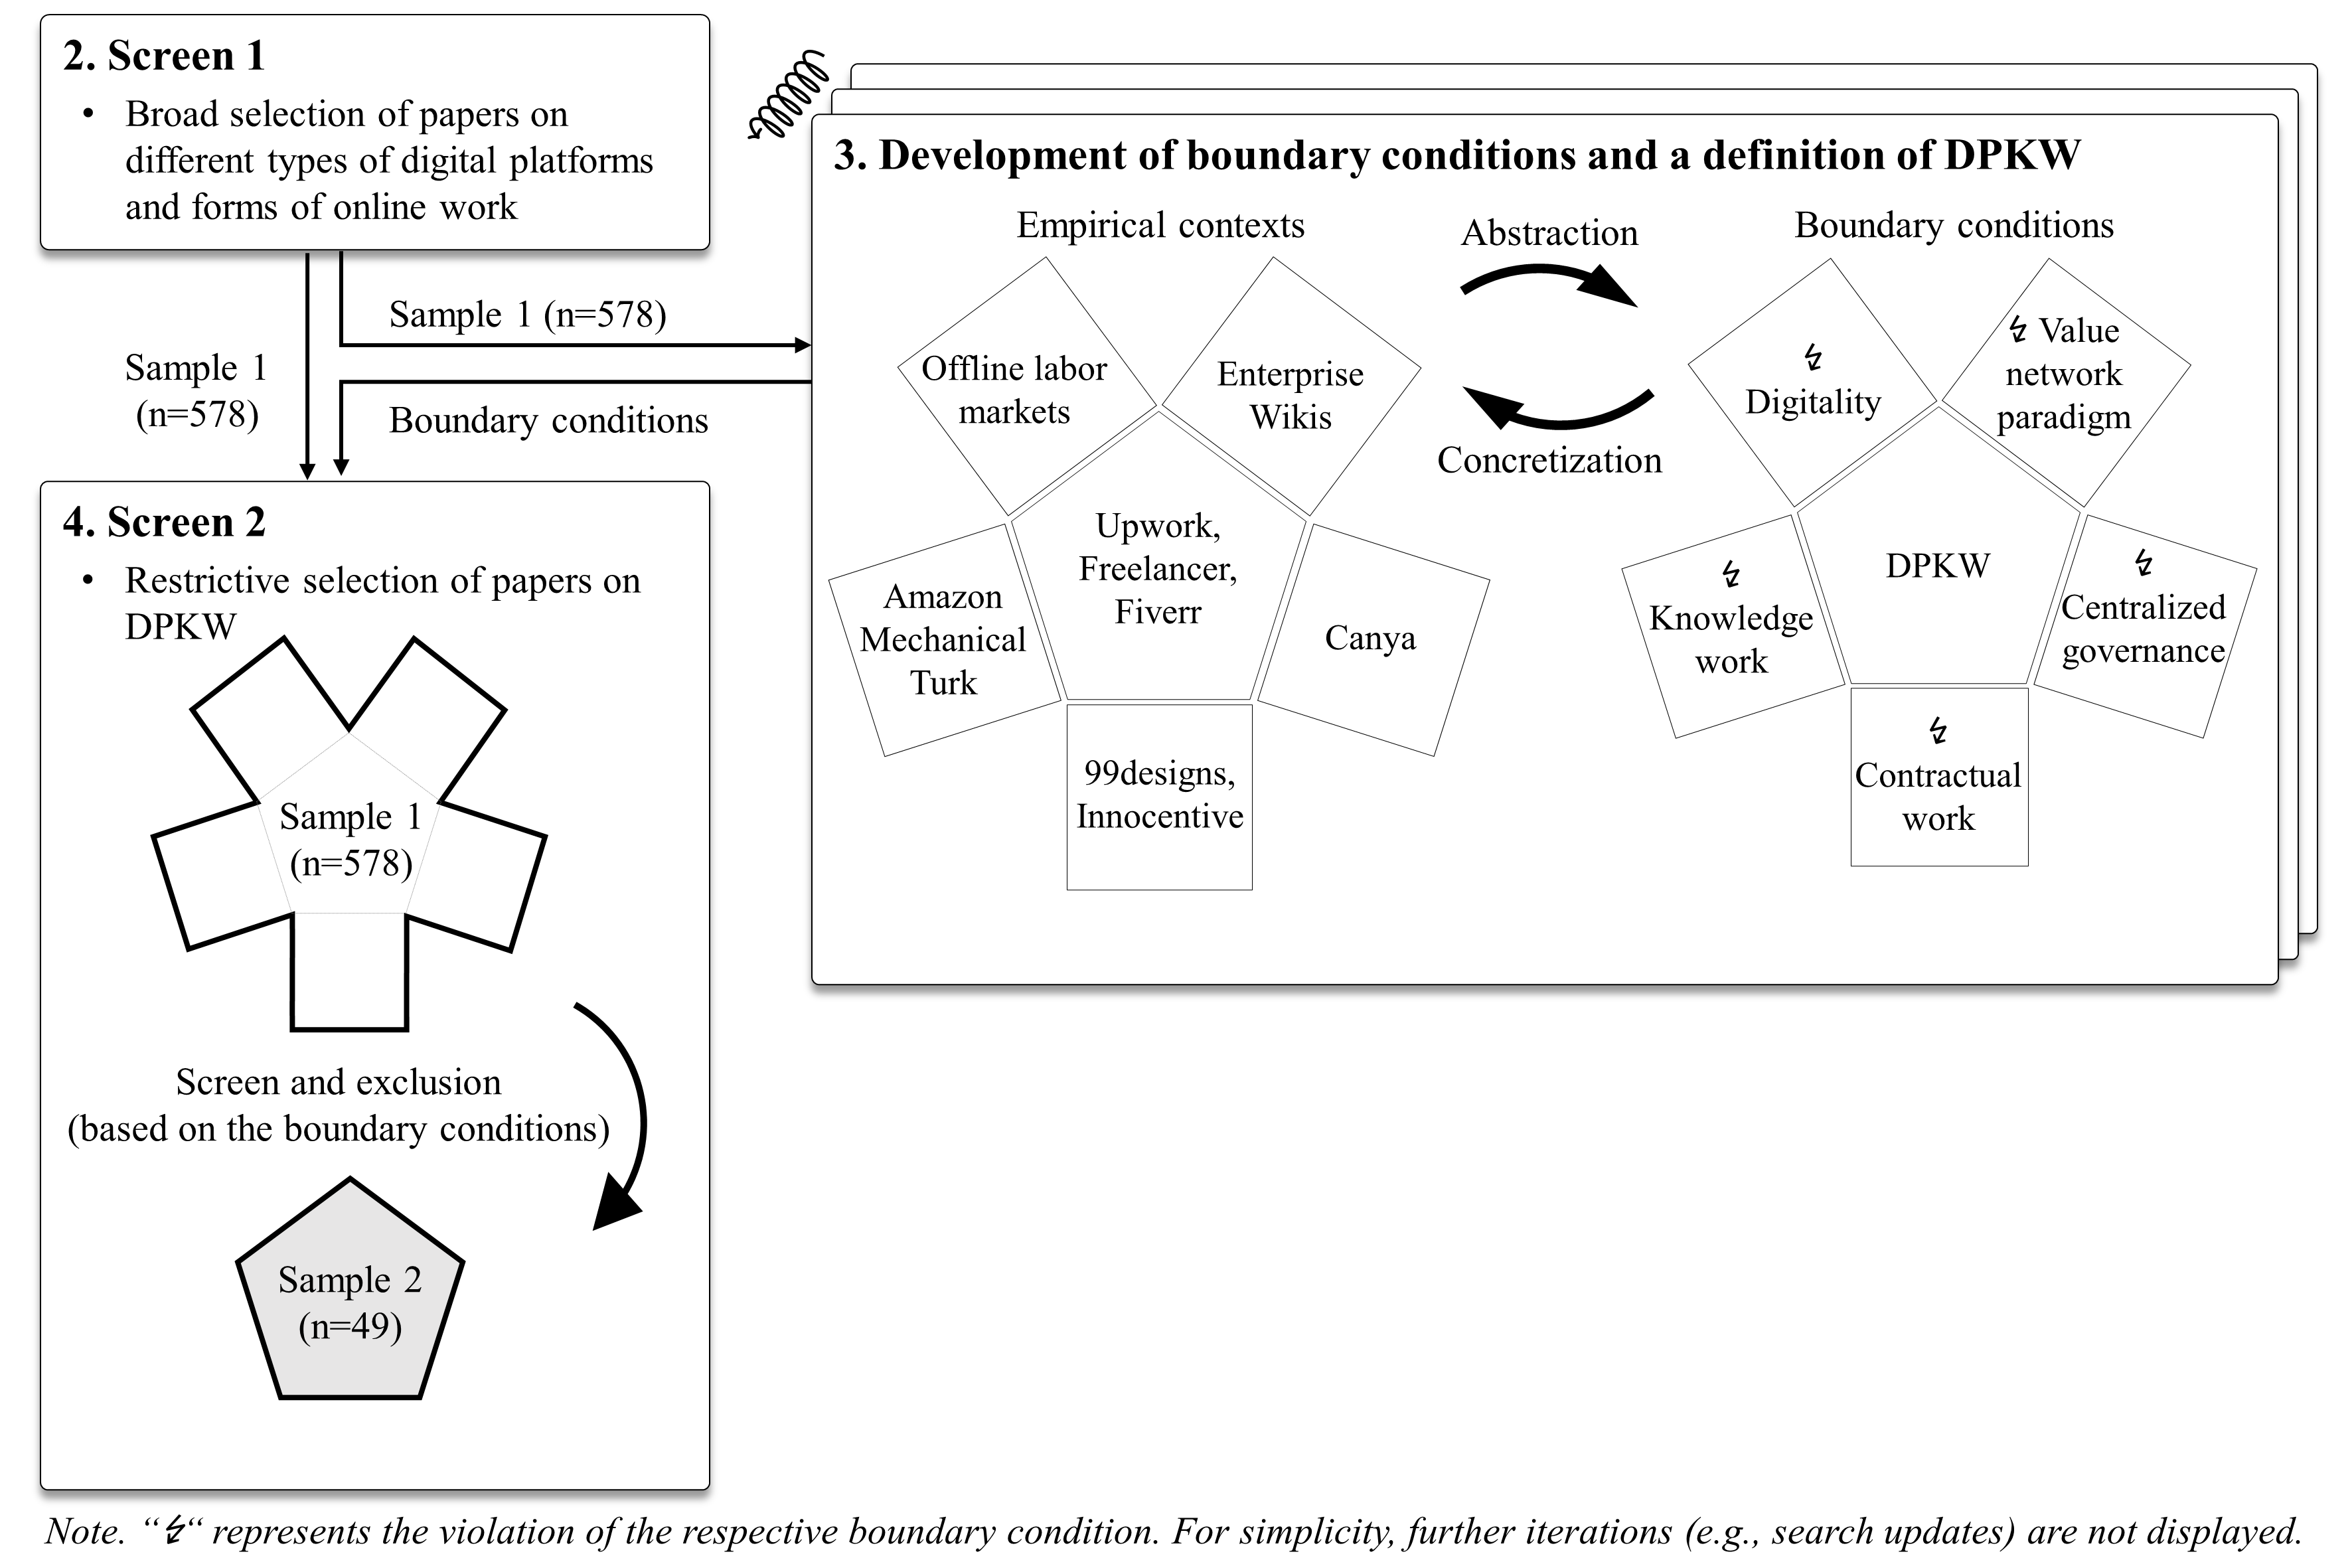 2. Screen 1
• Broad selection of papers on
different types of digital platforms
and forms of online work
Sample 1
(n=578)
Sample 1 (n=578)
Boundary conditions
3. Development of boundary conditions and a definition of DPKW
Empirical contexts
Offline labor
markets
Enterprise
Wikis
Upwork,
Freelancer,
Fiverr
Amazon
Mechanical
Turk
Canya
99designs,
Innocentive
Abstraction
Concretization
Boundary conditions
↯
Digitality
↯ Value
network
paradigm
DPKW
↯
Knowledge
work
↯
Centralized
governance
↯
Contractual
work
4. Screen 2
• Restrictive selection of papers on
DPKW
Sample 1
(n=578)
Screen and exclusion
(based on the boundary conditions)
Sample 2
(n=49)
Note. “↯“ represents the violation of the respective boundary condition. For simplicity, further iterations (e.g., search updates) are not displayed.